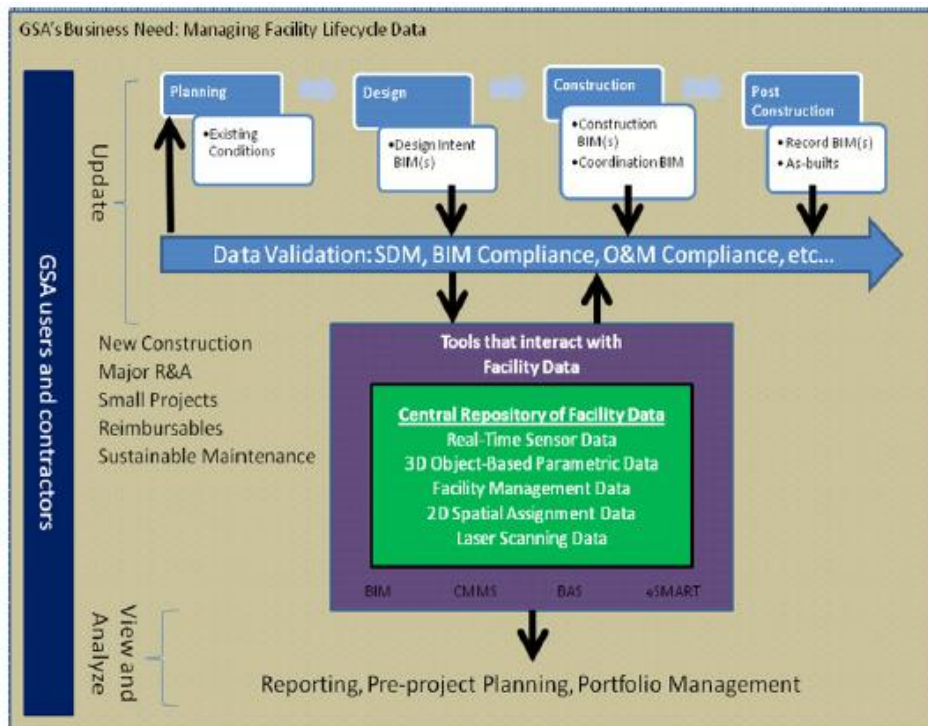 GSA's Business Need: Managing Facility Lifecycle Data
Planning
•Existing
Conditions
Design
•Design Intent
BIM(s)
Construction
•Construction
BIM(s)
•Coordination BIM
Post
Construction
•Record BIM(s)
•As-builts
Update
GSA users and contractors
Data Validation: SDM, BIM Compliance, O&M Compliance, etc...
New Construction
Major R&A
Small Projects
Reimbursables
Sustainable Maintenance
Tools that interact with
Facility Data
Central Repository of Facility Data
Real-Time Sensor Data
3D Object-Based Parametric Data
Facility Management Data
2D Spatial Assignment Data
Laser Scanning Data
BIM CMMS BAS eSMART
View and
Analyze
Reporting, Pre-project Planning, Portfolio Management